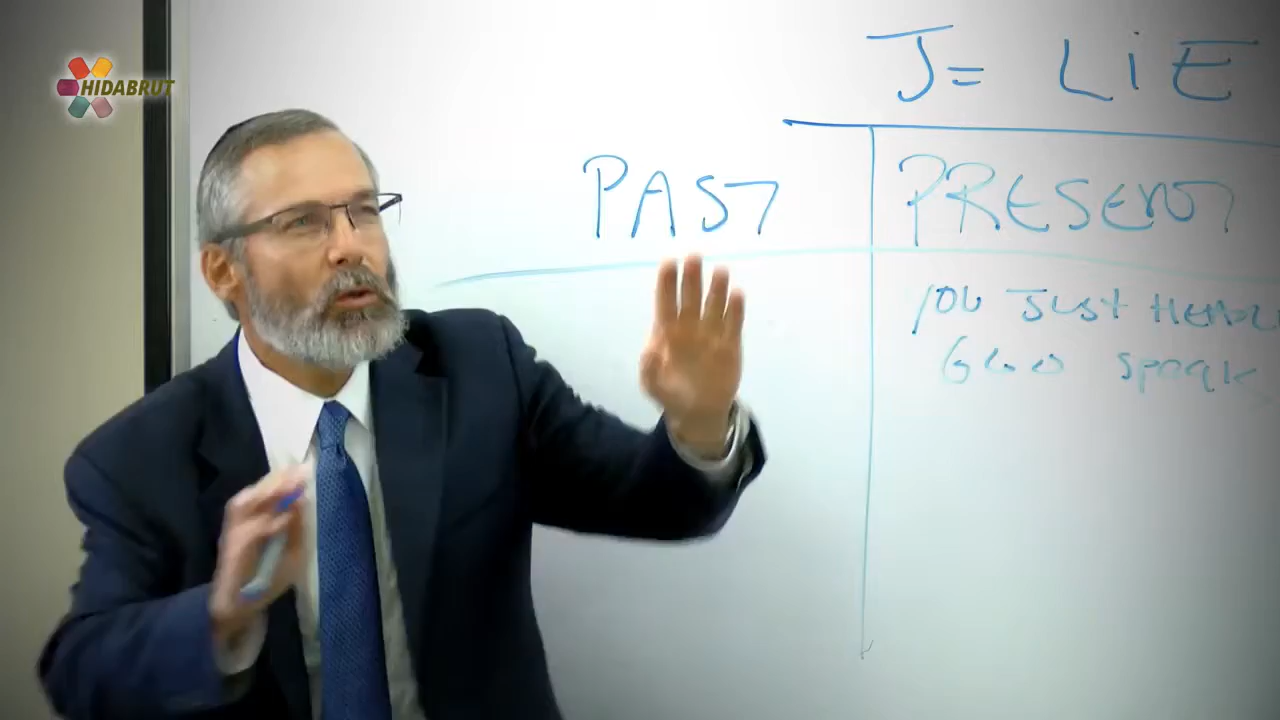 HIDABRUT
J= LiE
PAST
PRESENT
you Just Heard
God speak